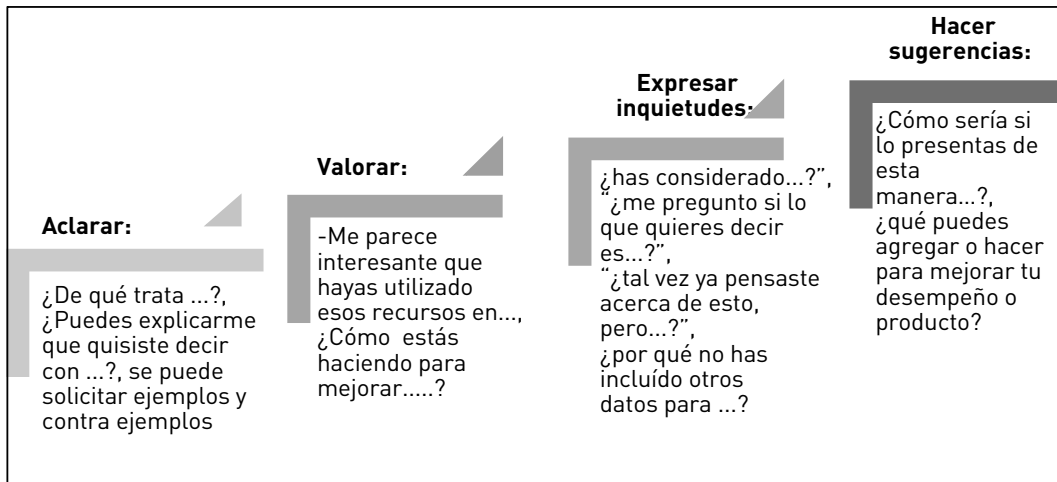 Aclarar:
¿De qué trata ...?,
¿Puedes explicarme
que quisiste decir
con ...?, se puede
solicitar ejemplos y
contra ejemplos
Valorar:
-Me parece
interesante que
hayas utilizado
esos recursos en...,
¿Cómo estás
haciendo para
mejorar.....?
Expresar
inquietudes:
¿has considerado...?”,
“¿me pregunto si lo
que quieres decir
es...?”,
“¿tal vez ya pensaste
acerca de esto,
pero...?”,
¿por qué no has
incluído otros
datos para ...?
Hacer
sugerencias:
¿Cómo sería si
lo presentas de
esta
manera...?,
¿qué puedes
agregar o hacer
para mejorar tu
desempeño o
producto?